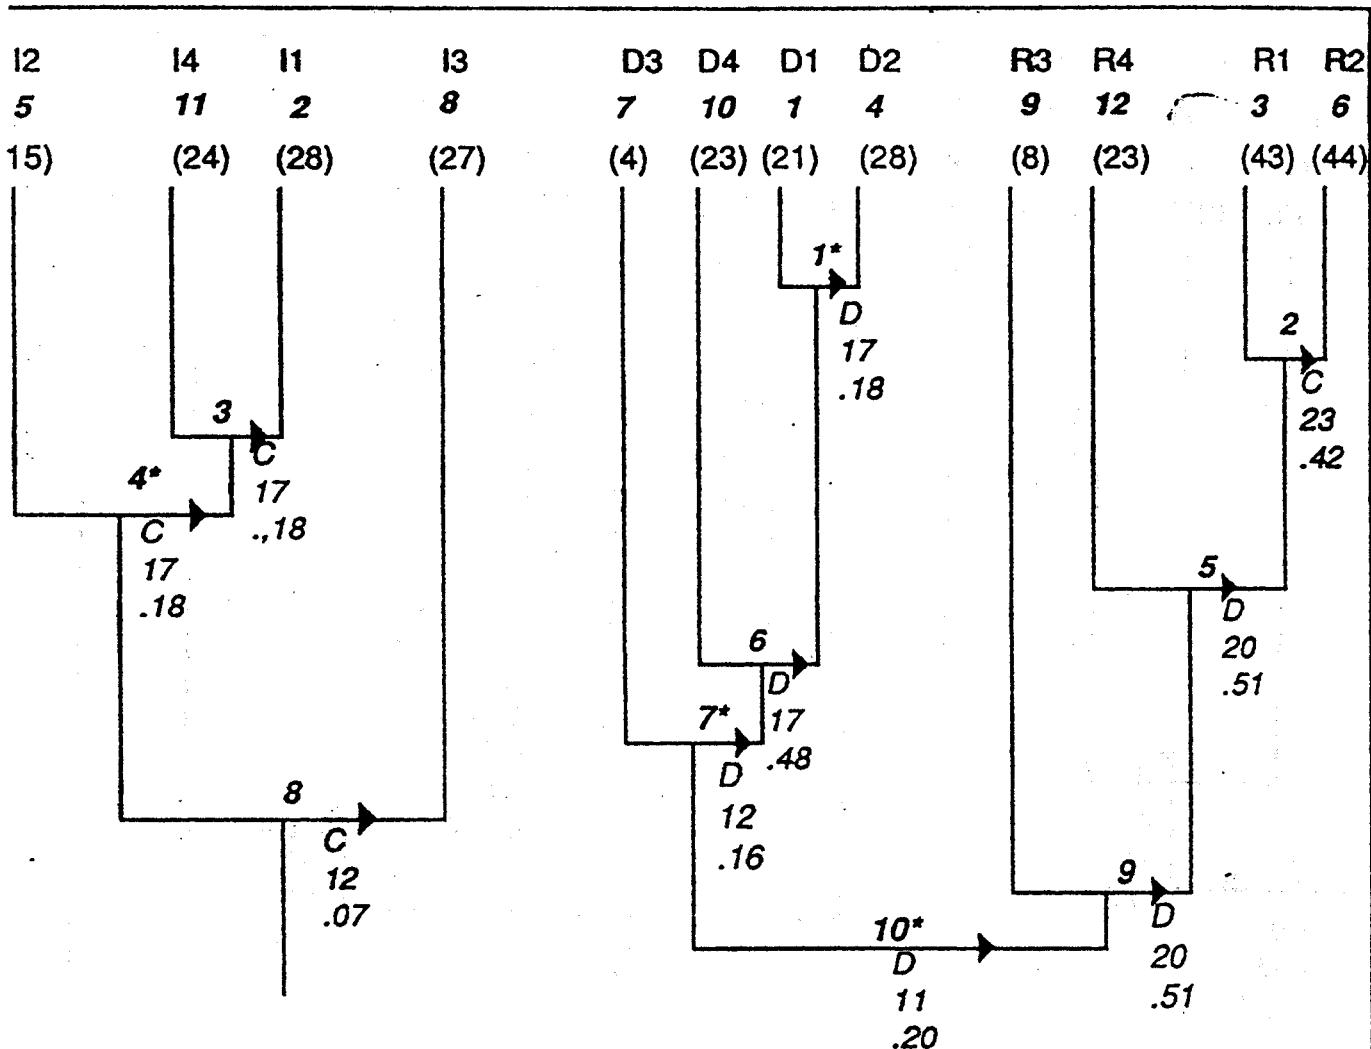 I2 I4 I1 I3 D3 D4 D1 D2 R3 R4 R1 R2
5 11 2 8 7 10 1 4 9 12 3 6
15) (24) (28) (27) (4) (23) (21) (28) (8) (23) (43) (44)
1*
D
17
.18
2
C
23
.42
3
C
17
.,18
4*
C
17
.18
5
D
20
.51
6
D
17
.48
7*
D
12
.16
8
C
12
.07
9
D
20
.51
10*
D
11
.20